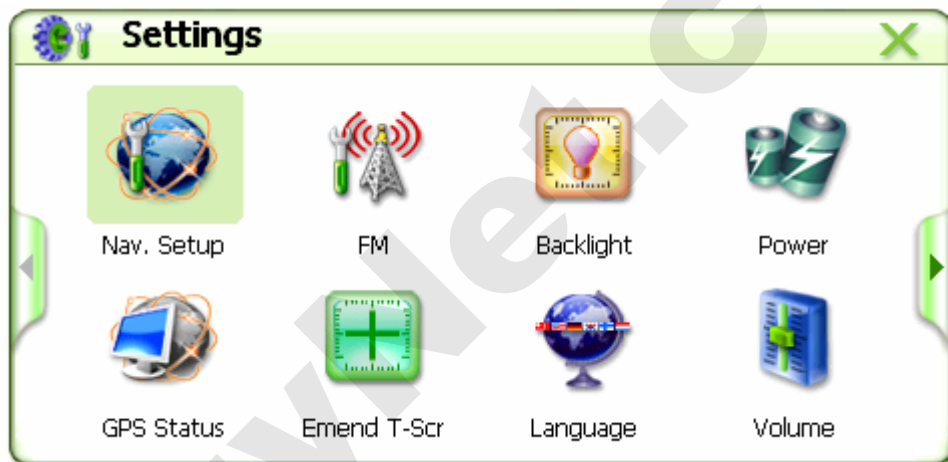 Settings
Nav. Setup
FM
Backlight
Power
GPS Status
Emend T-Scr
Language
Volume